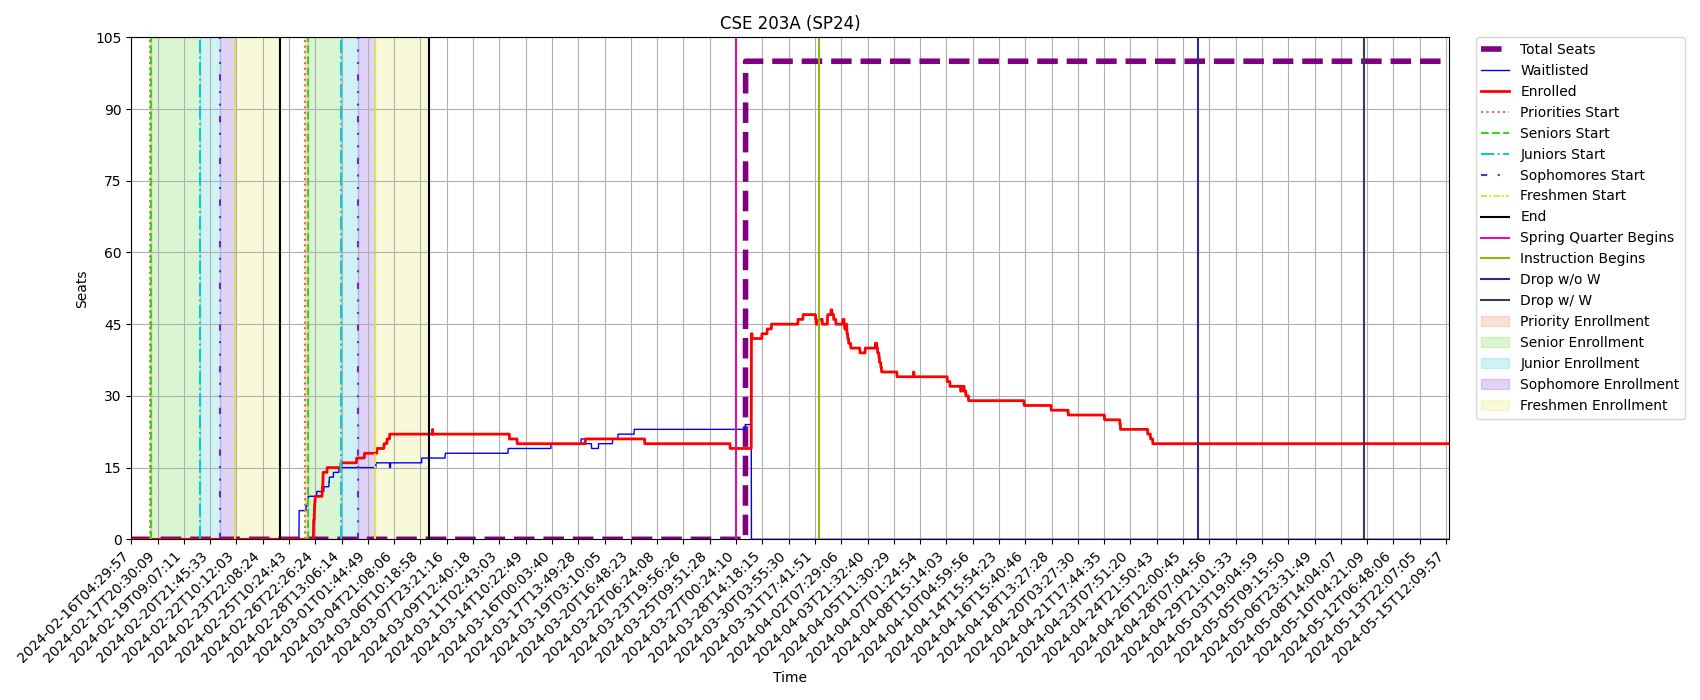 CSE 203A (SP24)
105
90
75
60
45
30
15
0
Seats
2024-02-16T04:29:57
2024-02-17T20:30:09
2024-02-19T09:07:11
2024-02-20T21:45:33
2024-02-22T10:12:03
2024-02-23T22:08:24
2024-02-25T10:24:43
2024-02-26T22:26:24
2024-02-28T13:06:14
2024-03-01T01:44:49
2024-03-04T21:08:06
2024-03-06T10:18:58
2024-03-07T23:21:16
2024-03-09T12:40:18
2024-03-11T02:43:03
2024-03-14T10:22:49
2024-03-16T00:03:40
2024-03-17T13:49:28
2024-03-19T03:10:05
2024-03-20T16:48:23
2024-03-22T06:24:08
2024-03-23T19:56:26
2024-03-25T09:51:28
2024-03-27T00:24:10
2024-03-28T14:18:15
2024-03-30T03:55:30
2024-03-31T17:41:51
2024-04-02T07:29:06
2024-04-03T21:32:40
2024-04-05T11:30:29
2024-04-07T01:24:54
2024-04-08T15:14:03
2024-04-10T04:59:56
2024-04-14T15:54:23
2024-04-16T15:40:46
2024-04-18T13:27:28
2024-04-20T03:27:30
2024-04-21T17:44:35
2024-04-23T07:51:20
2024-04-24T21:50:43
2024-04-26T12:00:45
2024-04-28T07:04:56
2024-04-29T21:01:33
2024-05-03T19:04:59
2024-05-05T09:15:50
2024-05-06T23:31:49
2024-05-08T14:04:07
2024-05-10T04:21:09
2024-05-12T06:48:06
2024-05-13T22:07:05
2024-05-15T12:09:57
Time
Total Seats
Waitlisted
Enrolled
Priorities Start
Seniors Start
Juniors Start
Sophomores Start
Freshmen Start
End
Spring Quarter Begins
Instruction Begins
Drop w/o W
Drop w/ W
Priority Enrollment
Senior Enrollment
Junior Enrollment
Sophomore Enrollment
Freshmen Enrollment